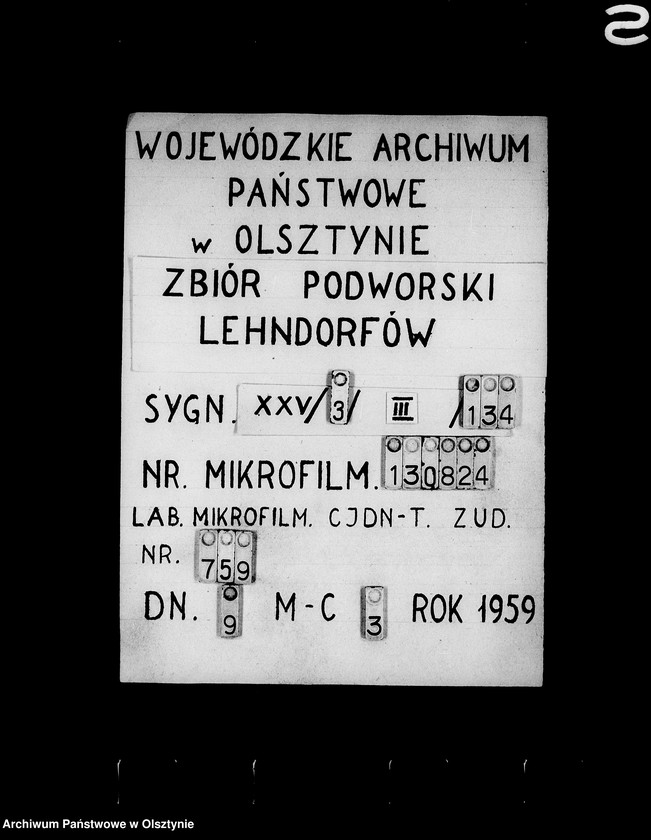 S
WOJEWÓDZKIE ARCHIWUM
PAŃSTWOWE
w OLSZTYNIE
ZBIÓR PODWORSKI
LEHNDORFÓW
SYGN. XXV/3/ III /134
NR. MIKROFILM. 130824
LAB. MIKROFILM. CJDN-T. ZUD.
NR. 759
DN. 9 M-C 3 ROK 1959
Archiwum Państwowe w Olsztynie